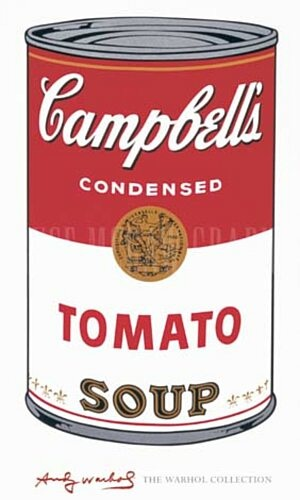 Campbell's
CONDENSED
TOMATO
SOUP
Andy Warhol THE WARHOL COLLECTION